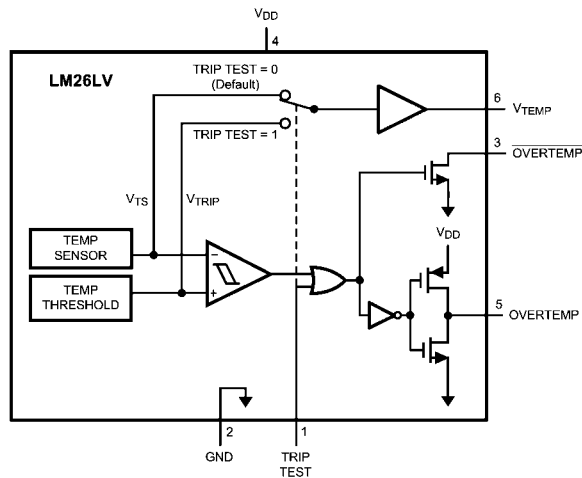 VDD
4
LM26LV
TRIP TEST = 0
(Default)
6
VTEMP
TRIP TEST = 1
3
OVERTEMP
VTS
VTRIP
VDD
TEMP
SENSOR
−
TEMP
THRESHOLD
+
5
OVERTEMP
2
1
GND
TRIP
TEST